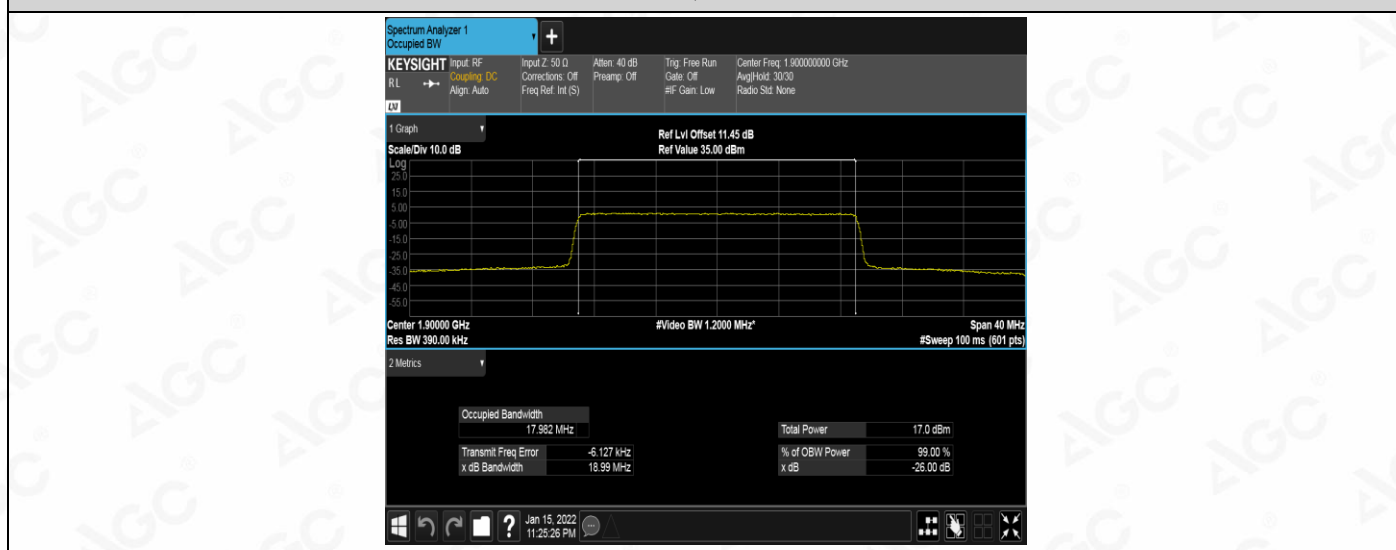 Spectrum Analyzer 1
Occupied BW
+
KEYSIGHT Input: RF Input Z: 50 Ω Atten: 40 dB Trig: Free Run Center Freq: 1.900000000 GHz
RL Coupling: DC Corrections: Off Preamp: Off Gate: Off Avg|Hold: 30/30
Align: Auto Freq Ref: Int (S) #IF Gain: Low Radio Std: None
LXI
1 Graph
Ref Lvl Offset 11.45 dB
Scale/Div 10.0 dB Ref Value 35.00 dBm
Log
25.0
15.0
5.00
-5.00
-15.0
-25.0
-35.0
-45.0
-55.0
Center 1.90000 GHz #Video BW 1.2000 MHz* Span 40 MHz
Res BW 390.00 kHz #Sweep 100 ms (601 pts)
2 Metrics
Occupied Bandwidth
17.982 MHz Total Power 17.0 dBm
Transmit Freq Error -6.127 kHz % of OBW Power 99.00 %
x dB Bandwidth 18.99 MHz x dB -26.00 dB
? Jan 15, 2022
11:25:26 PM
AGC